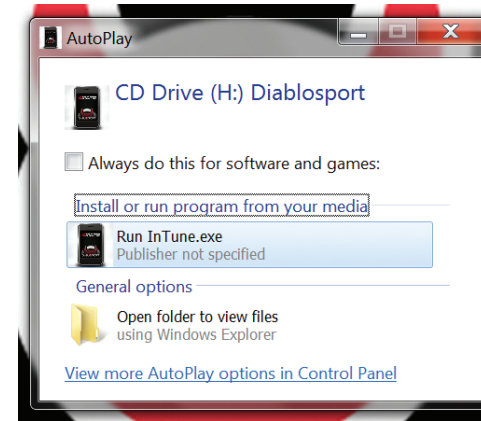 AutoPlay
CD Drive (H:) Diablosport
Always do this for software and games:
Install or run program from your media
Run InTune.exe
Publisher not specified
General options
Open folder to view files
using Windows Explorer
View more AutoPlay options in Control Panel